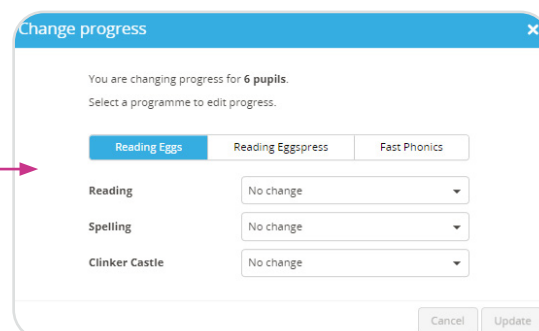 Change progress ×
You are changing progress for 6 pupils.
Select a programme to edit progress.
Reading Eggs Reading Eggspress Fast Phonics
Reading No change
Spelling No change
Clinker Castle No change
Cancel Update